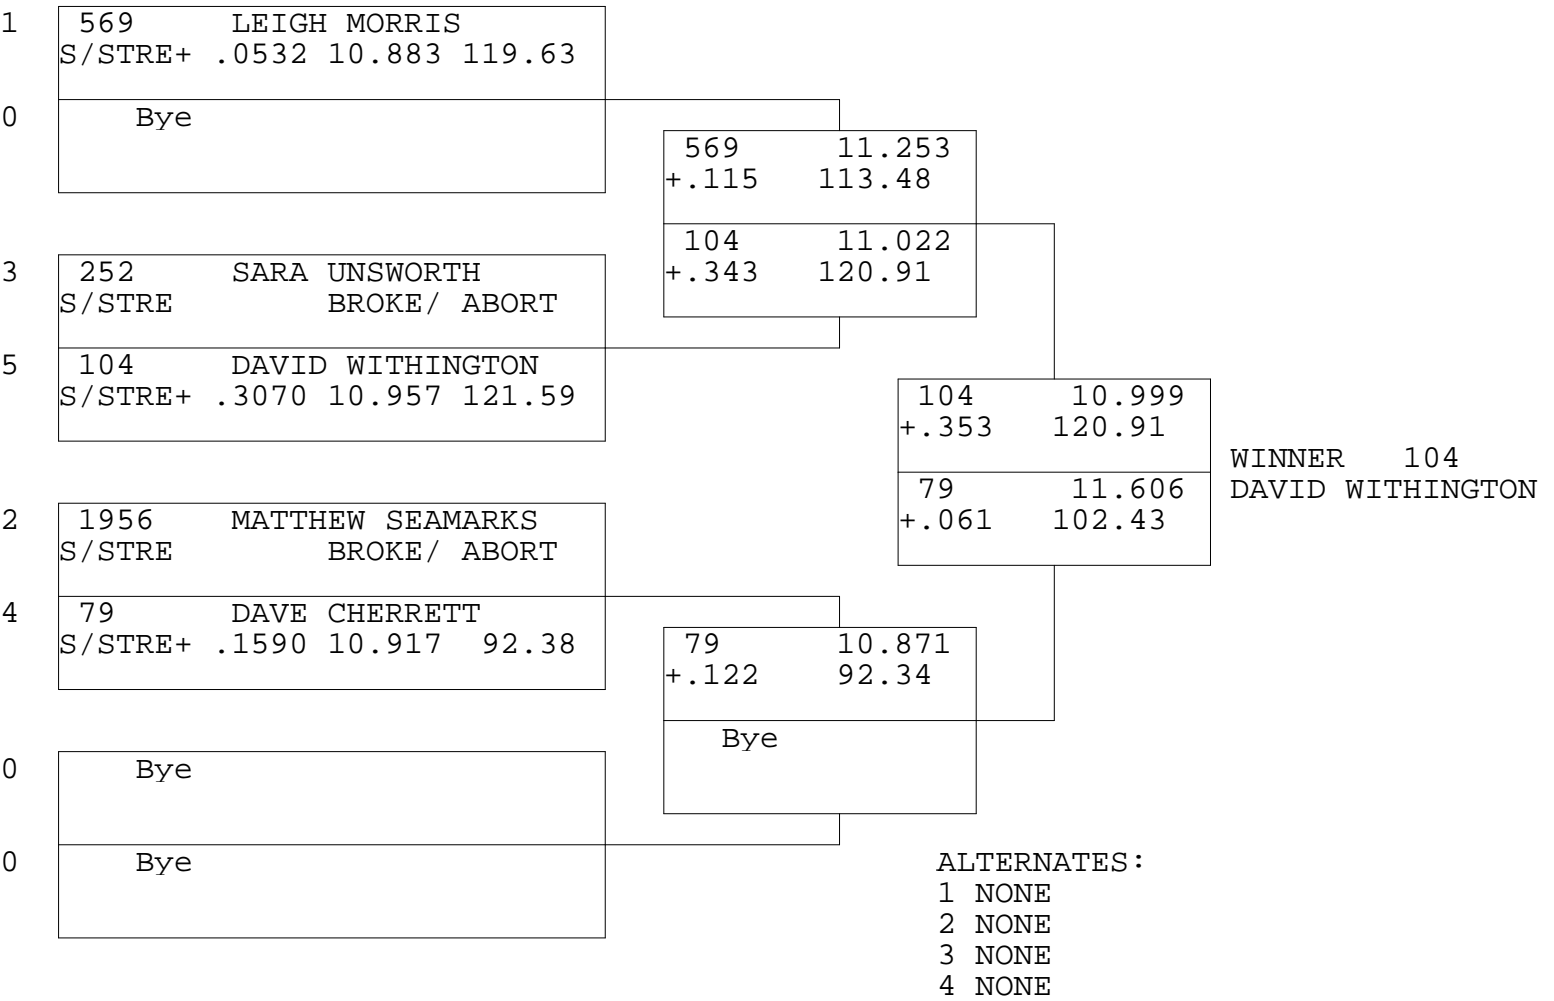 1 569 LEIGH MORRIS
S/STRE+ .0532 10.883 119.63
0 Bye
3 252 SARA UNSWORTH
S/STRE BROKE/ ABORT
5 104 DAVID WITHINGTON
S/STRE+ .3070 10.957 121.59
2 1956 MATTHEW SEAMARKS
S/STRE BROKE/ ABORT
4 79 DAVE CHERRETT
S/STRE+ .1590 10.917 92.38
0 Bye
0 Bye
569 11.253
+.115 113.48
104 11.022
+.343 120.91
79 10.871
+.122 92.34
Bye
104 10.999
+.353 120.91
79 11.606
+.061 102.43
WINNER 104
DAVID WITHINGTON
ALTERNATES:
1 NONE
2 NONE
3 NONE
4 NONE